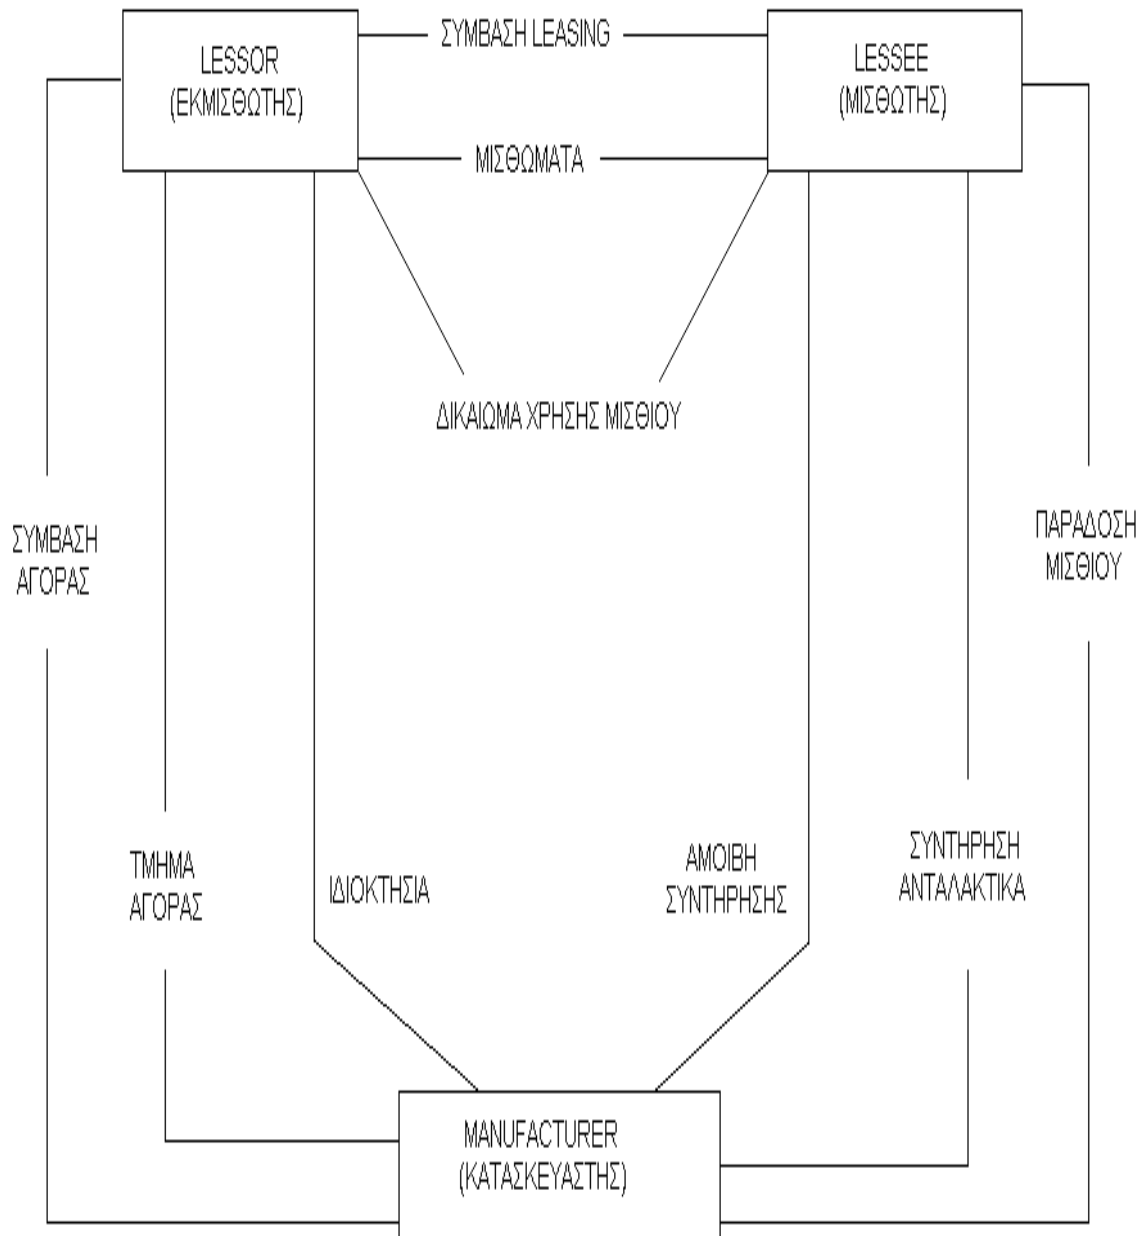 ΣΥΜΒΑΣΗ LEASING
LESSOR
(ΕΚΜΙΣΘΩΤΗΣ)
LESSEE
(ΜΙΣΘΩΤΗΣ)
ΜΙΣΘΩΜΑΤΑ
ΔΙΚΑΙΩΜΑ ΧΡΗΣΗΣ ΜΙΣΘΙΟΥ
ΣΥΜΒΑΣΗ
ΑΓΟΡΑΣ
ΠΑΡΑΔΟΣΗ
ΜΙΣΘΙΟΥ
ΤΜΗΜΑ
ΑΓΟΡΑΣ
ΙΔΙΟΚΤΗΣΙΑ
ΑΜΟΙΒΗ
ΣΥΝΤΗΡΗΣΗΣ
ΣΥΝΤΗΡΗΣΗ
ΑΝΤΑΛΑΚΤΙΚΑ
MANUFACTURER
(ΚΑΤΑΣΚΕΥΑΣΤΗΣ)